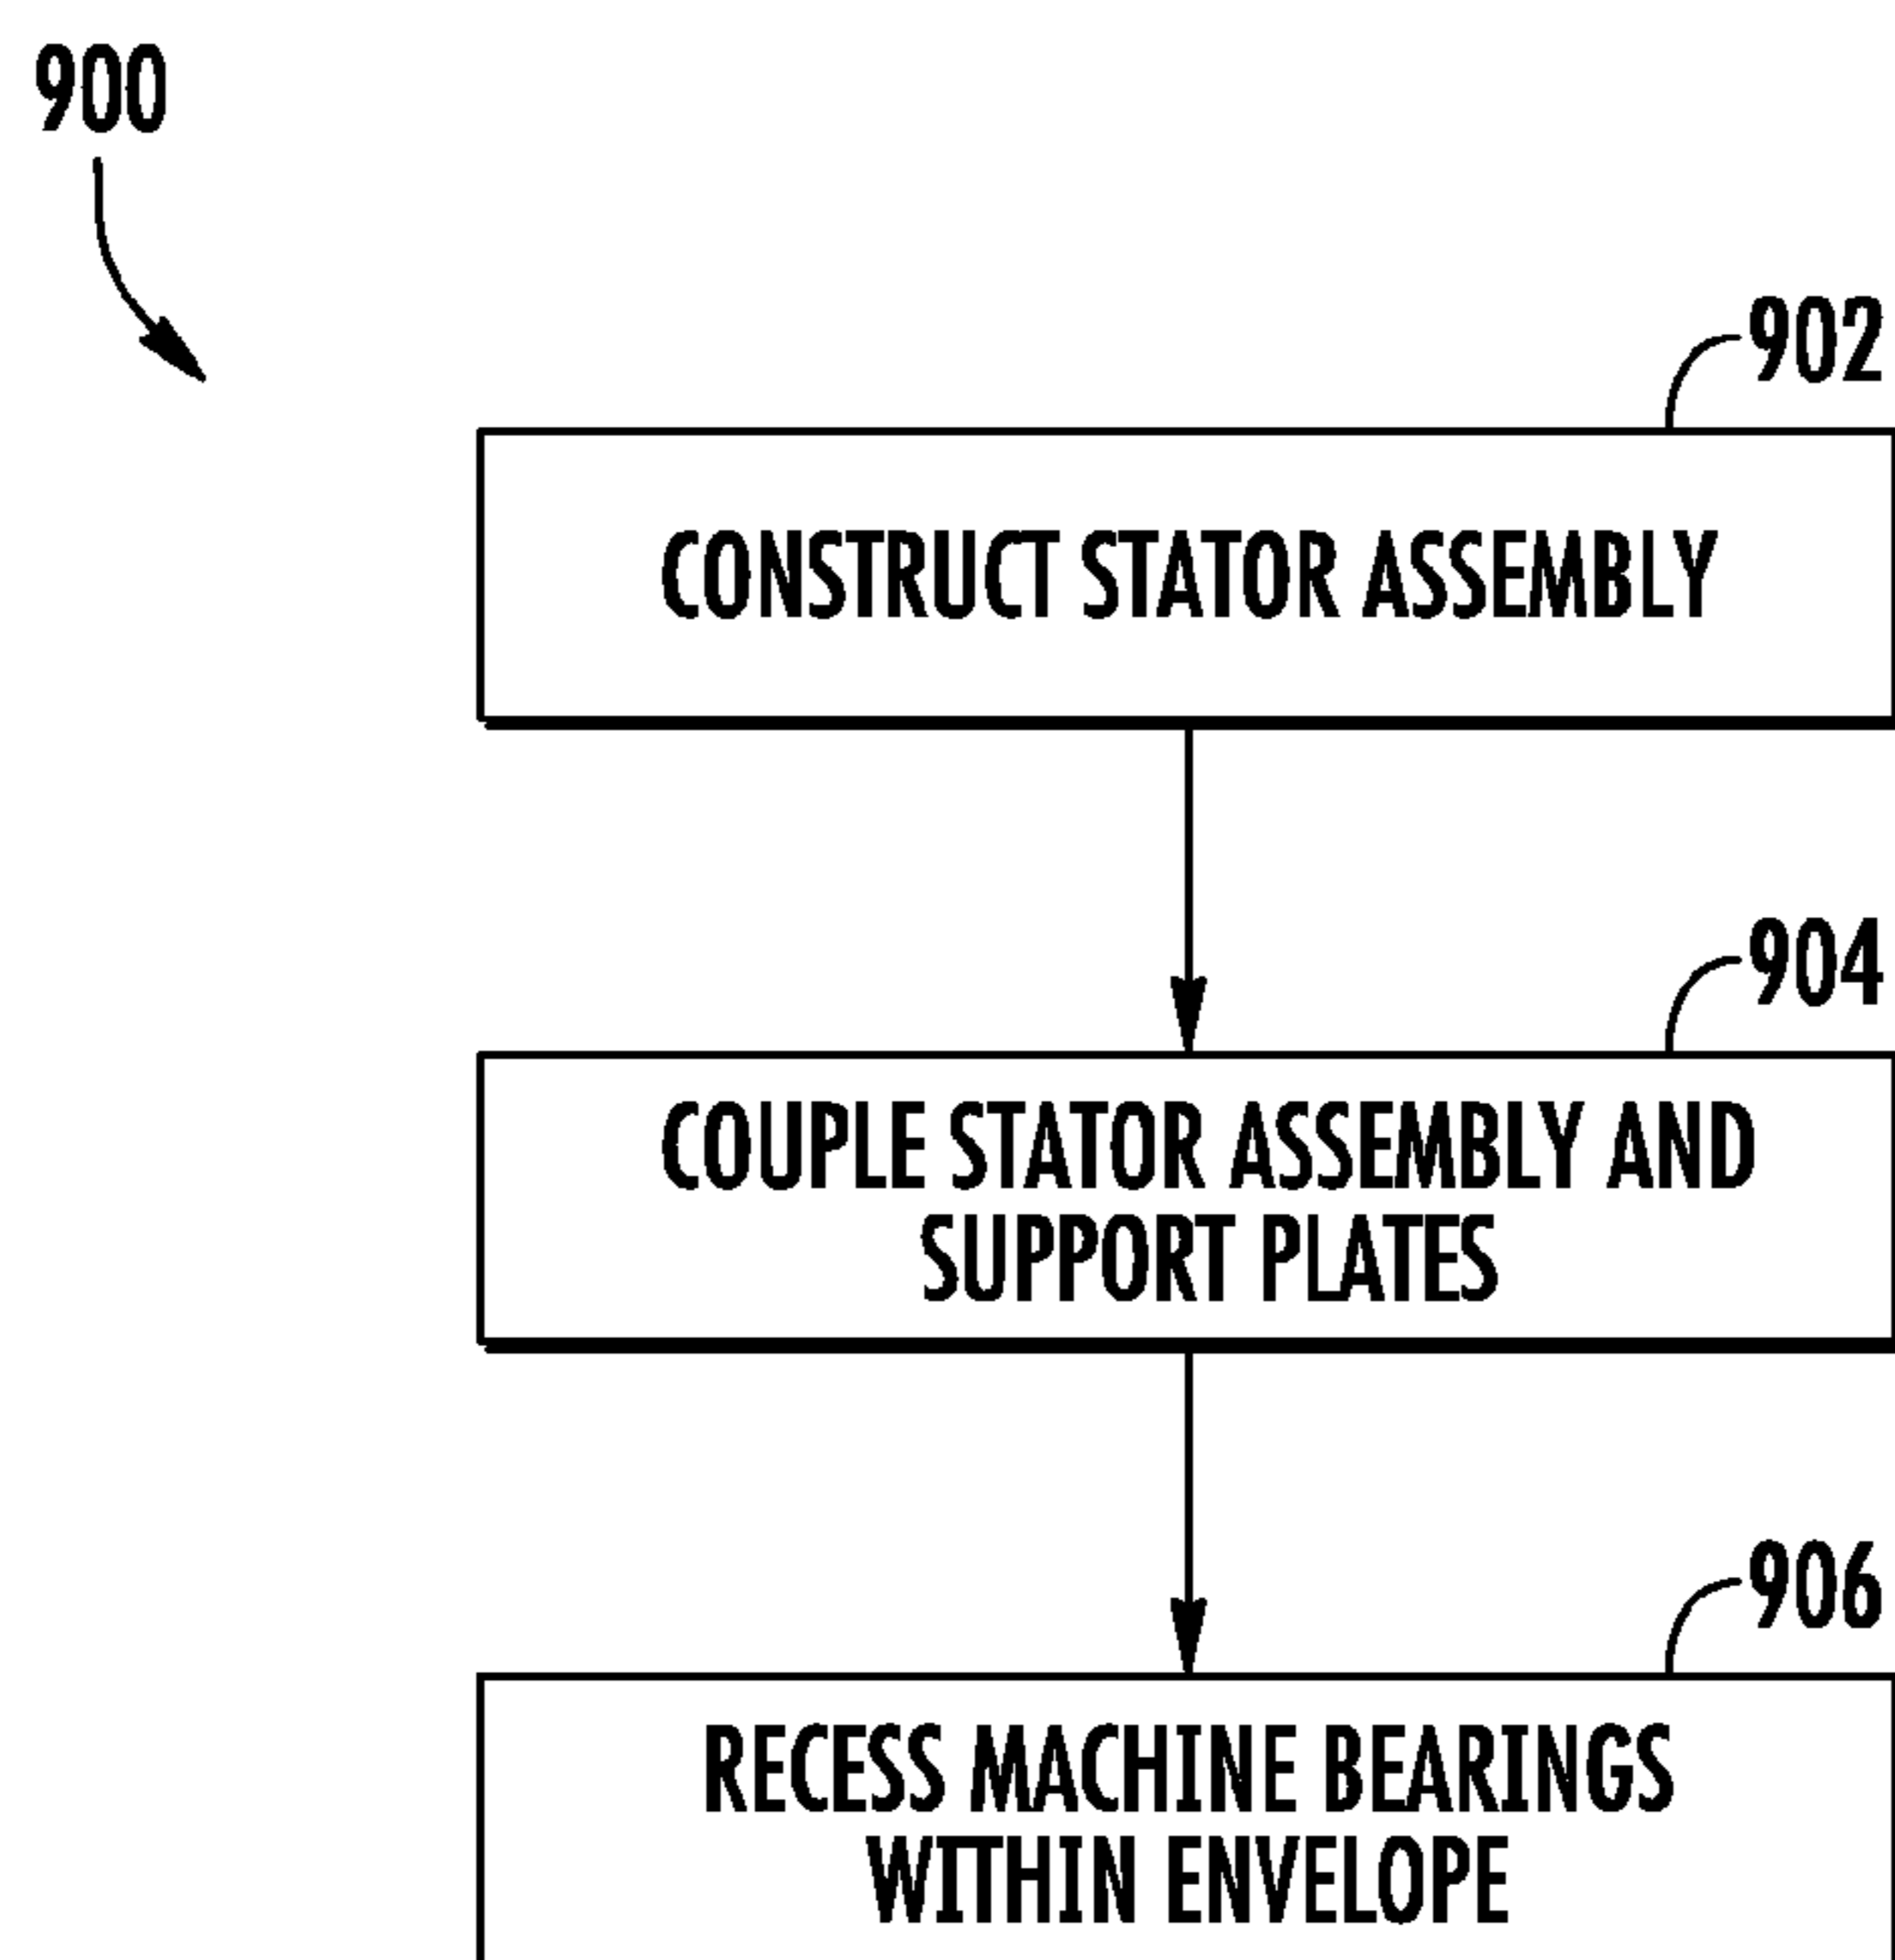 900
902
CONSTRUCT STATOR ASSEMBLY
904
COUPLE STATOR ASSEMBLY AND
SUPPORT PLATES
906
RECESS MACHINE BEARINGS
WITHIN ENVELOPE